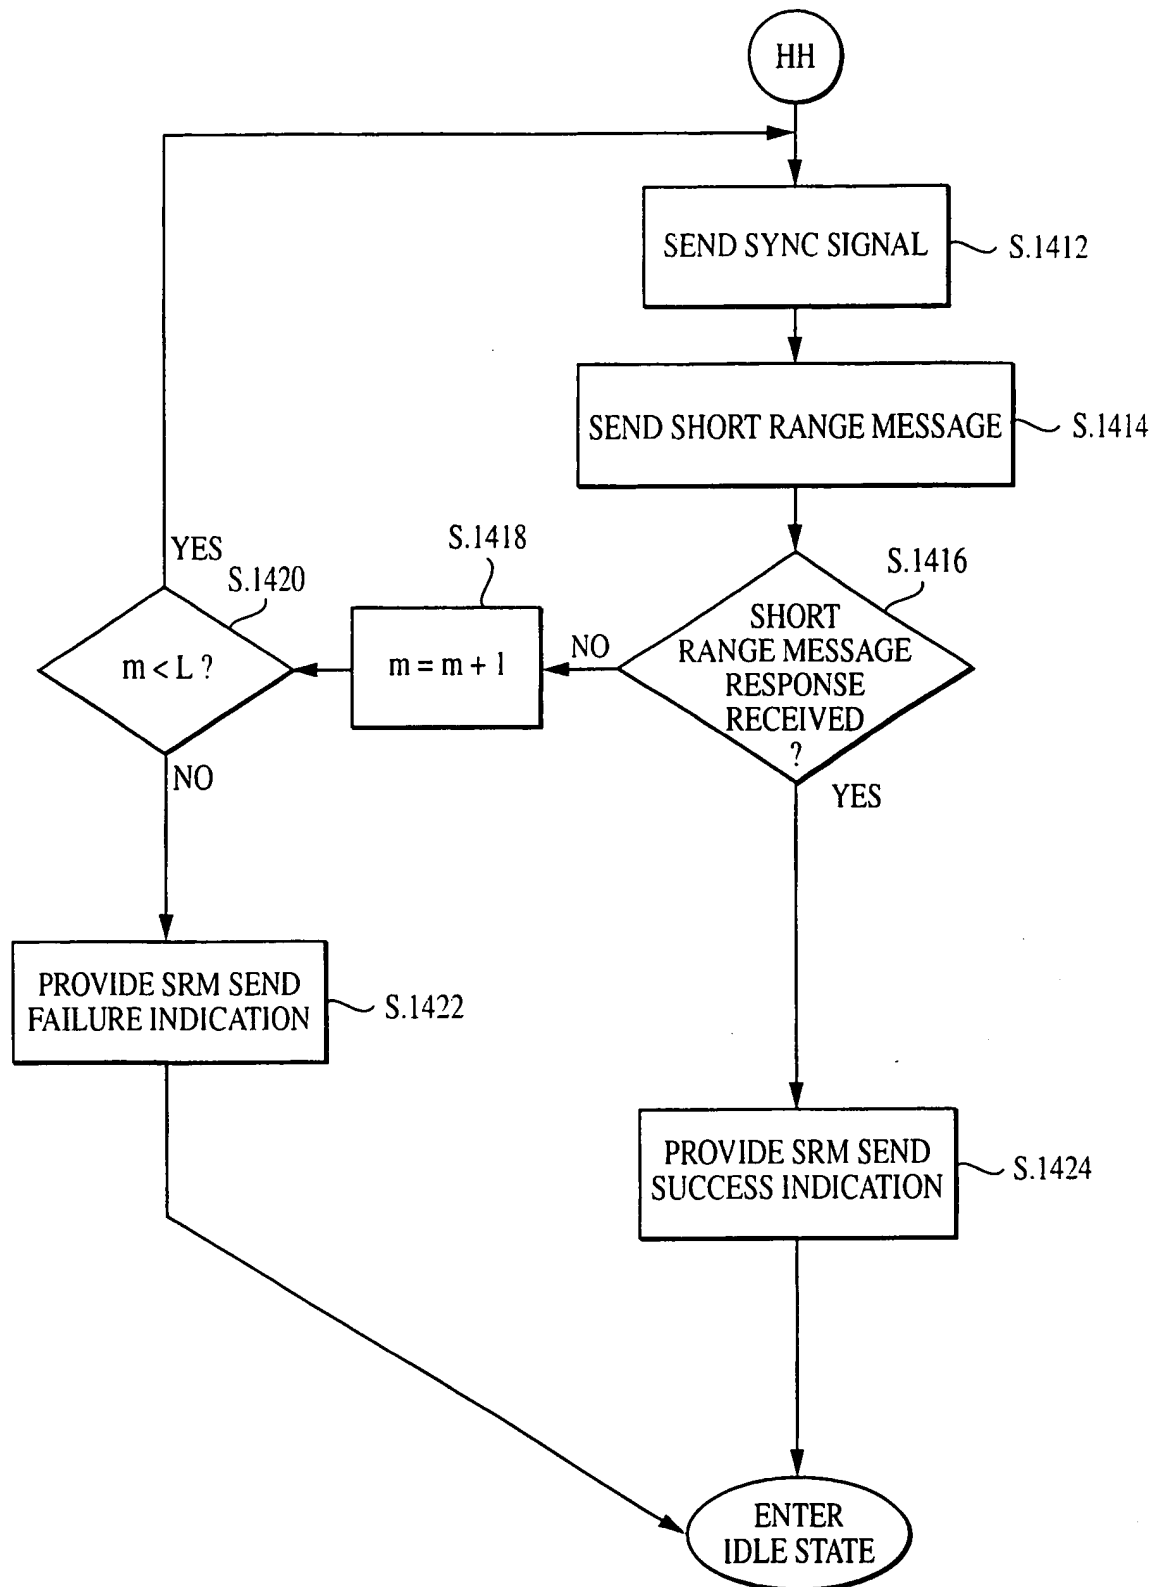 HH
SEND SYNC SIGNAL
S.1412
SEND SHORT RANGE MESSAGE
S.1414
YES
S.1420
m < L ?
S.1418
m = m + 1
NO
S.1416
SHORT
RANGE MESSAGE
RESPONSE
RECEIVED
?
NO
YES
PROVIDE SRM SEND
FAILURE INDICATION
S.1422
PROVIDE SRM SEND
SUCCESS INDICATION
S.1424
ENTER
IDLE STATE